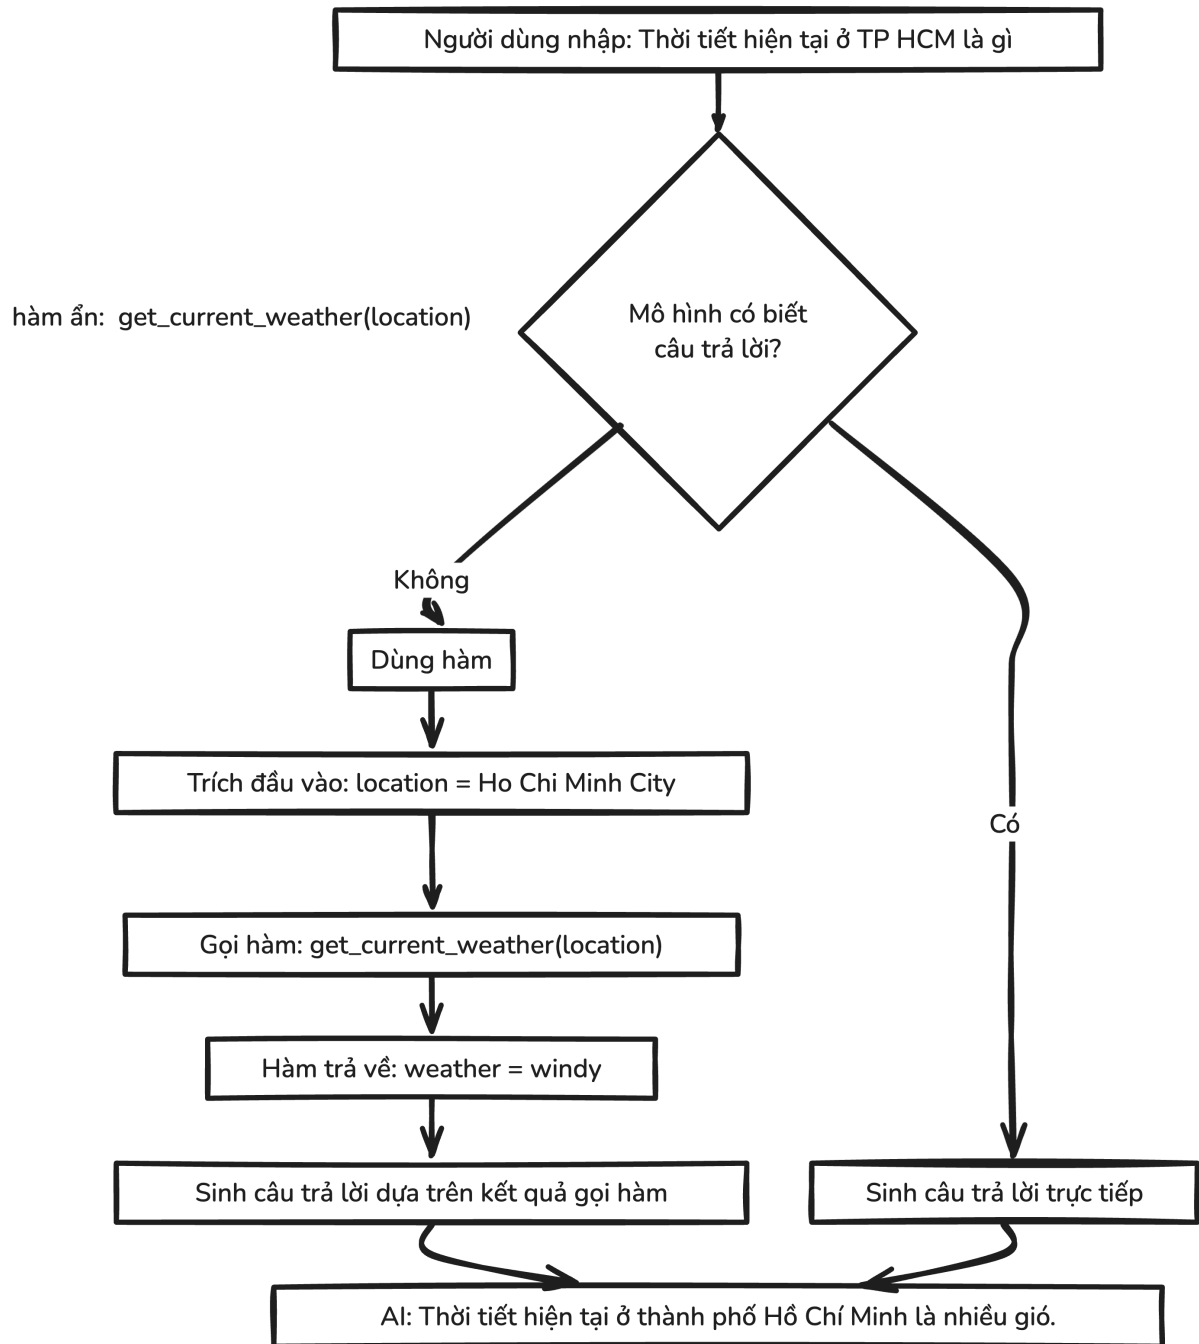 Người dùng nhập: Thời tiết hiện tại ở TP HCM là gì
hàm ẩn:  get_current_weather(location)
Mô hình có biết
câu trả lời?
Không
Dùng hàm
Trích đầu vào: location = Ho Chi Minh City
Có
Gọi hàm: get_current_weather(location)
Hàm trả về: weather = windy
Sinh câu trả lời dựa trên kết quả gọi hàm
Sinh câu trả lời trực tiếp
AI: Thời tiết hiện tại ở thành phố Hồ Chí Minh là nhiều gió.